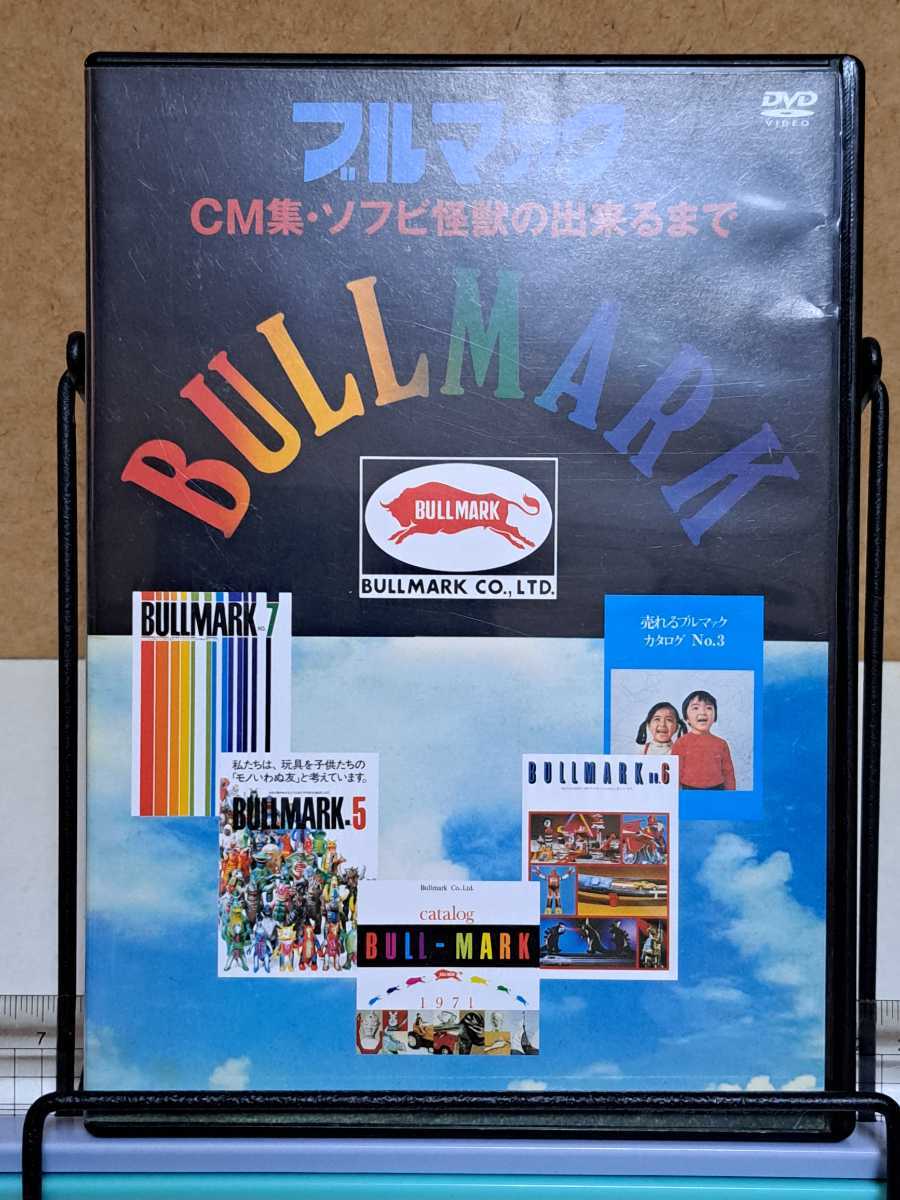 DVD
VIDEO
ブルマァク
CM集・ソフビ怪獣の出来るまで
BULLMARK
BULLMARK
BULLMARK CO., LTD.
BULLMARK NO.7
売れるブルマァク
カタログ No.3
私たちは、玩具を子供たちの
「モノいわぬ友」と考えています。
BULLMARK.5
BULLMARK no.6
Bullmark Co.,Ltd.
catalog
BULL-MARK
1971
7